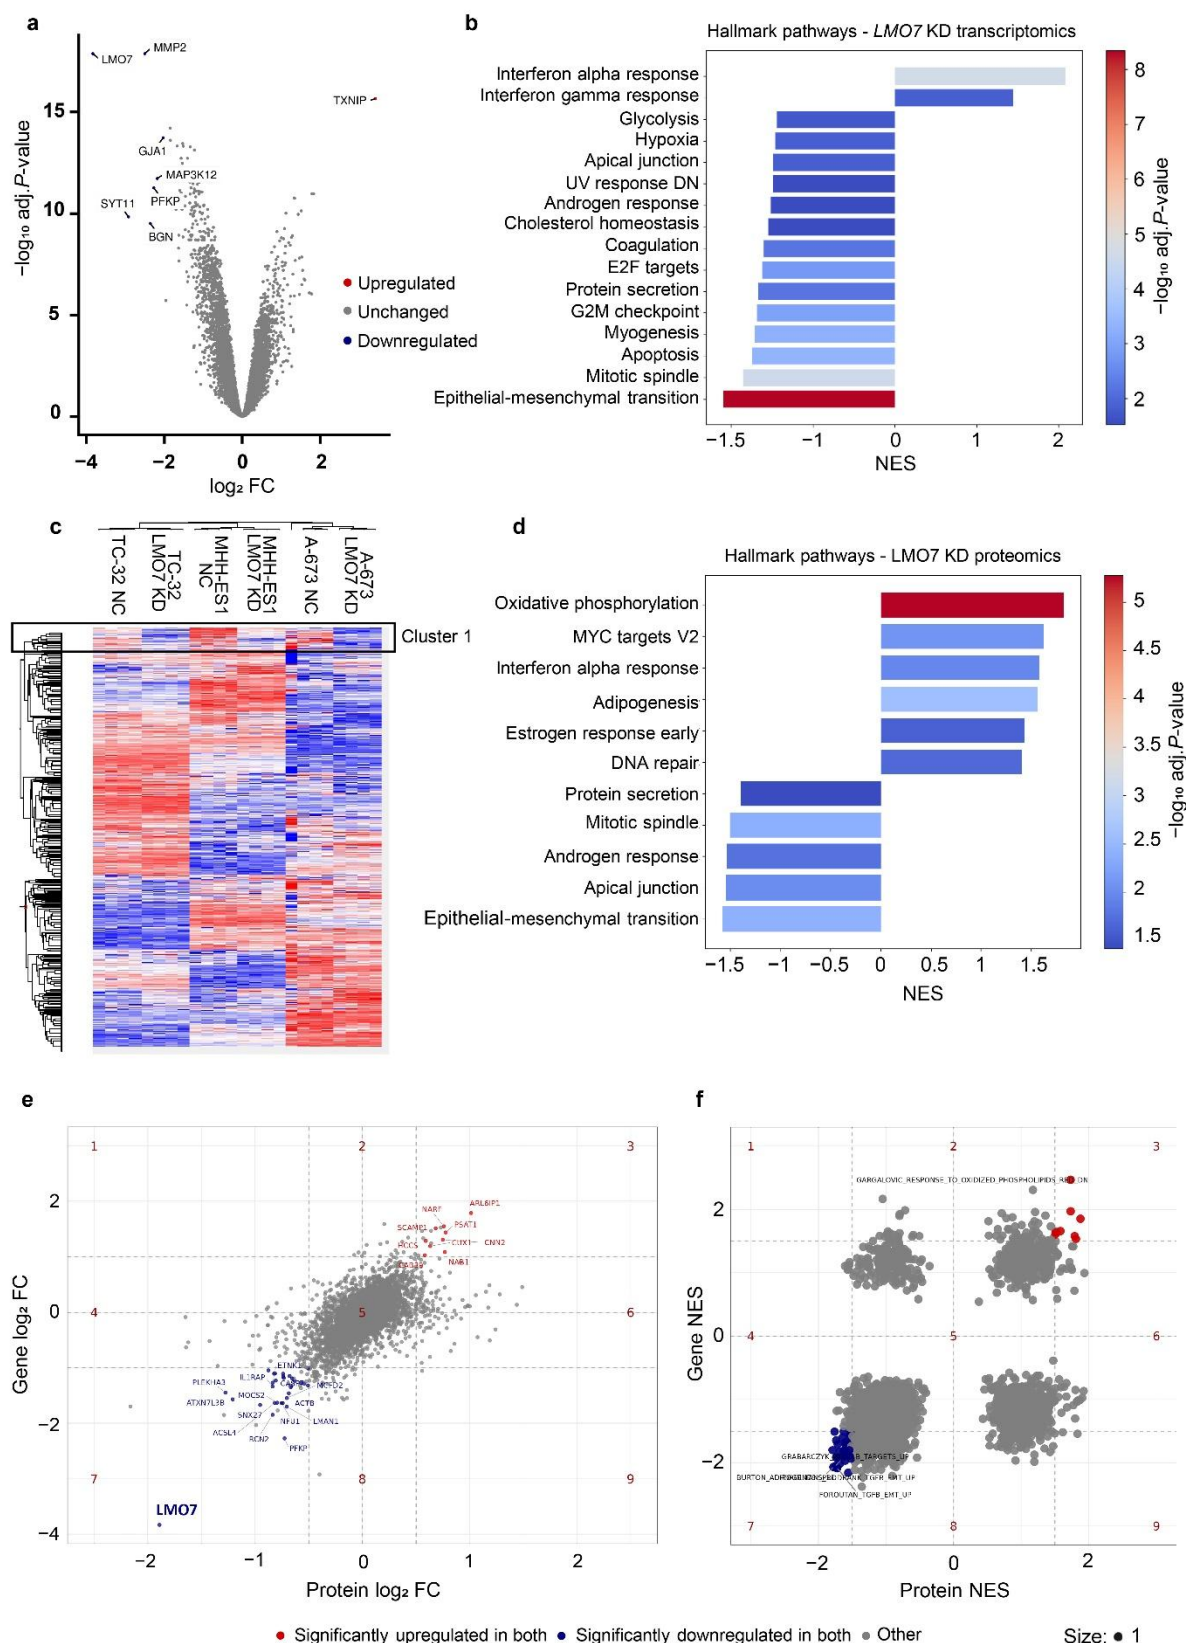 a
LMO7
MMP2
TXNIP
GJA1
MAP3K12
SYT11
PFKP
BGN
15
10
5
0
−log₁₀ adj.P-value
Upregulated
Unchanged
Downregulated
−4
−2
0
2
log₂ FC
b
Hallmark pathways - LMO7 KD transcriptomics
Interferon alpha response
Interferon gamma response
Glycolysis
Hypoxia
Apical junction
UV response DN
Androgen response
Cholesterol homeostasis
Coagulation
E2F targets
Protein secretion
G2M checkpoint
Myogenesis
Apoptosis
Mitotic spindle
Epithelial-mesenchymal transition
−1.5
−1
0
1
2
NES
8
7
6
5
4
3
2
−log₁₀ adj.P-value
c
TC-32 NC
TC-32
LMO7 KD
MHH-ES1
NC
MHH-ES1
LMO7 KD
A-673 NC
A-673
LMO7 KD
Cluster 1
d
Hallmark pathways - LMO7 KD proteomics
Oxidative phosphorylation
MYC targets V2
Interferon alpha response
Adipogenesis
Estrogen response early
DNA repair
Protein secretion
Mitotic spindle
Androgen response
Apical junction
Epithelial-mesenchymal transition
−1.5
−1
−0.5
0
0.5
1
1.5
NES
5
4.5
4
3.5
3
2.5
2
1.5
−log₁₀ adj.P-value
e
1
2
3
4
5
6
7
8
9
ARL6IP1
NARF
SCAMP1
PSAT1
HCCS
CUX1
CNN2
NAB1
ETNK1
PLEKHA3
IL1RAP
MOCS2
ATXN7L3B
ACTB
SNX27
ACSL4
NFU1
LMAN1
RCN2
PFKP
LMO7
2
0
−2
−4
Gene log₂ FC
−2
−1
0
1
2
Protein log₂ FC
f
1
2
3
4
5
6
7
8
9
GARGALOVIC_RESPONSE_TO_OXIDIZED_PHOSPHOLIPIDS_RED_DN
FOROUTAN_TGFB_EMT_UP
2
0
−2
Gene NES
−2
0
2
Protein NES
Significantly upregulated in both
Significantly downregulated in both
Other
Size:
1